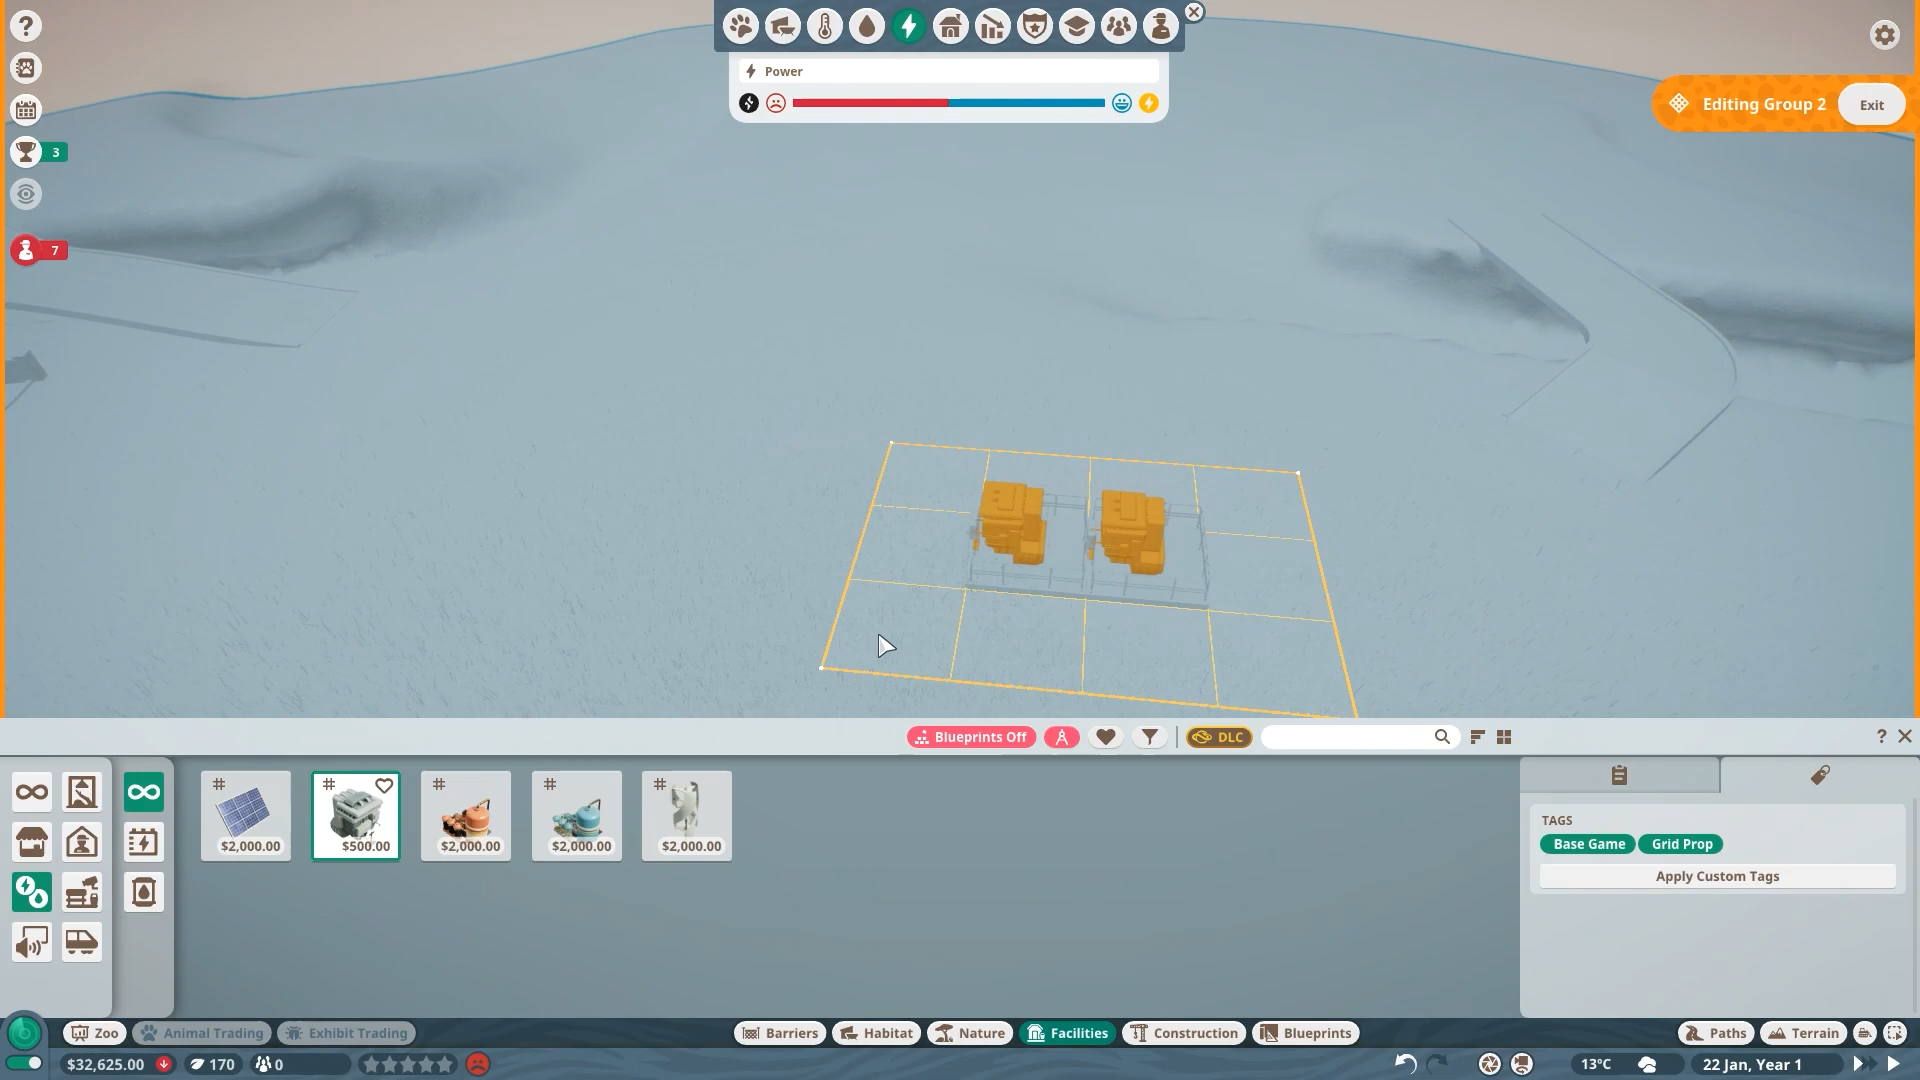 Power
3
7
Editing Group 2
Exit
Blueprints Off
DLC
?
?
$2,000.00
$500.00
$2,000.00
$2,000.00
$2,000.00
TAGS
Base Game
Grid Prop
Apply Custom Tags
Zoo
Animal Trading
Exhibit Trading
Barriers
Habitat
Nature
Facilities
Construction
Blueprints
Paths
Terrain
$32,625.00
170
0
13°C
22 Jan, Year 1